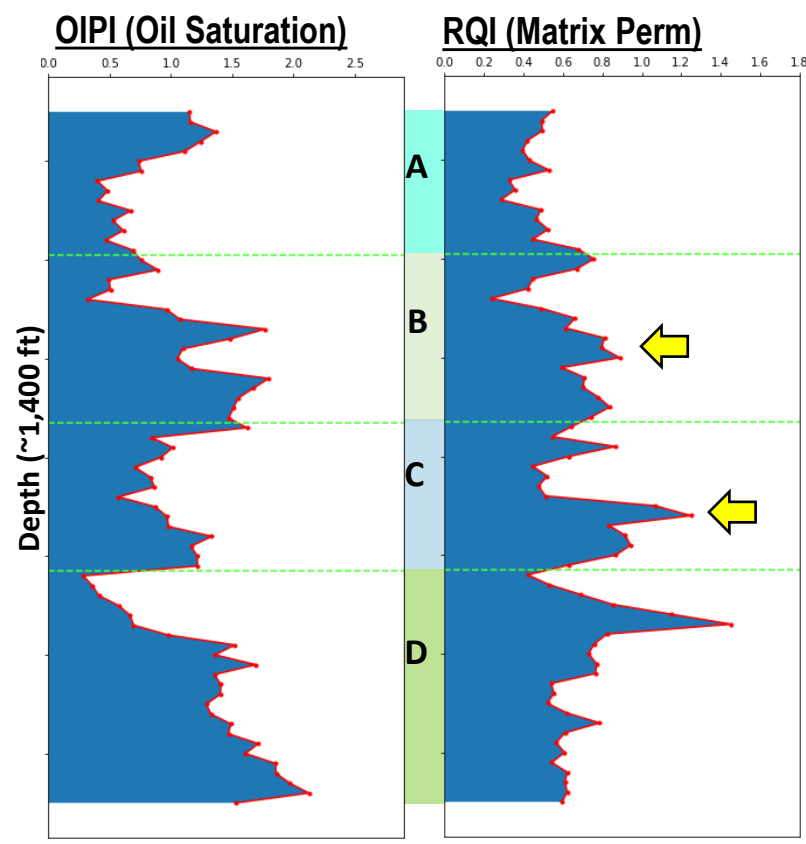 OIPI (Oil Saturation)
RQI (Matrix Perm)
0.0 0.5 1.0 1.5 2.0 2.5
0.0 0.2 0.4 0.6 0.8 1.0 1.2 1.4 1.6 1.8
Depth (~1,400 ft)
A
B
C
D